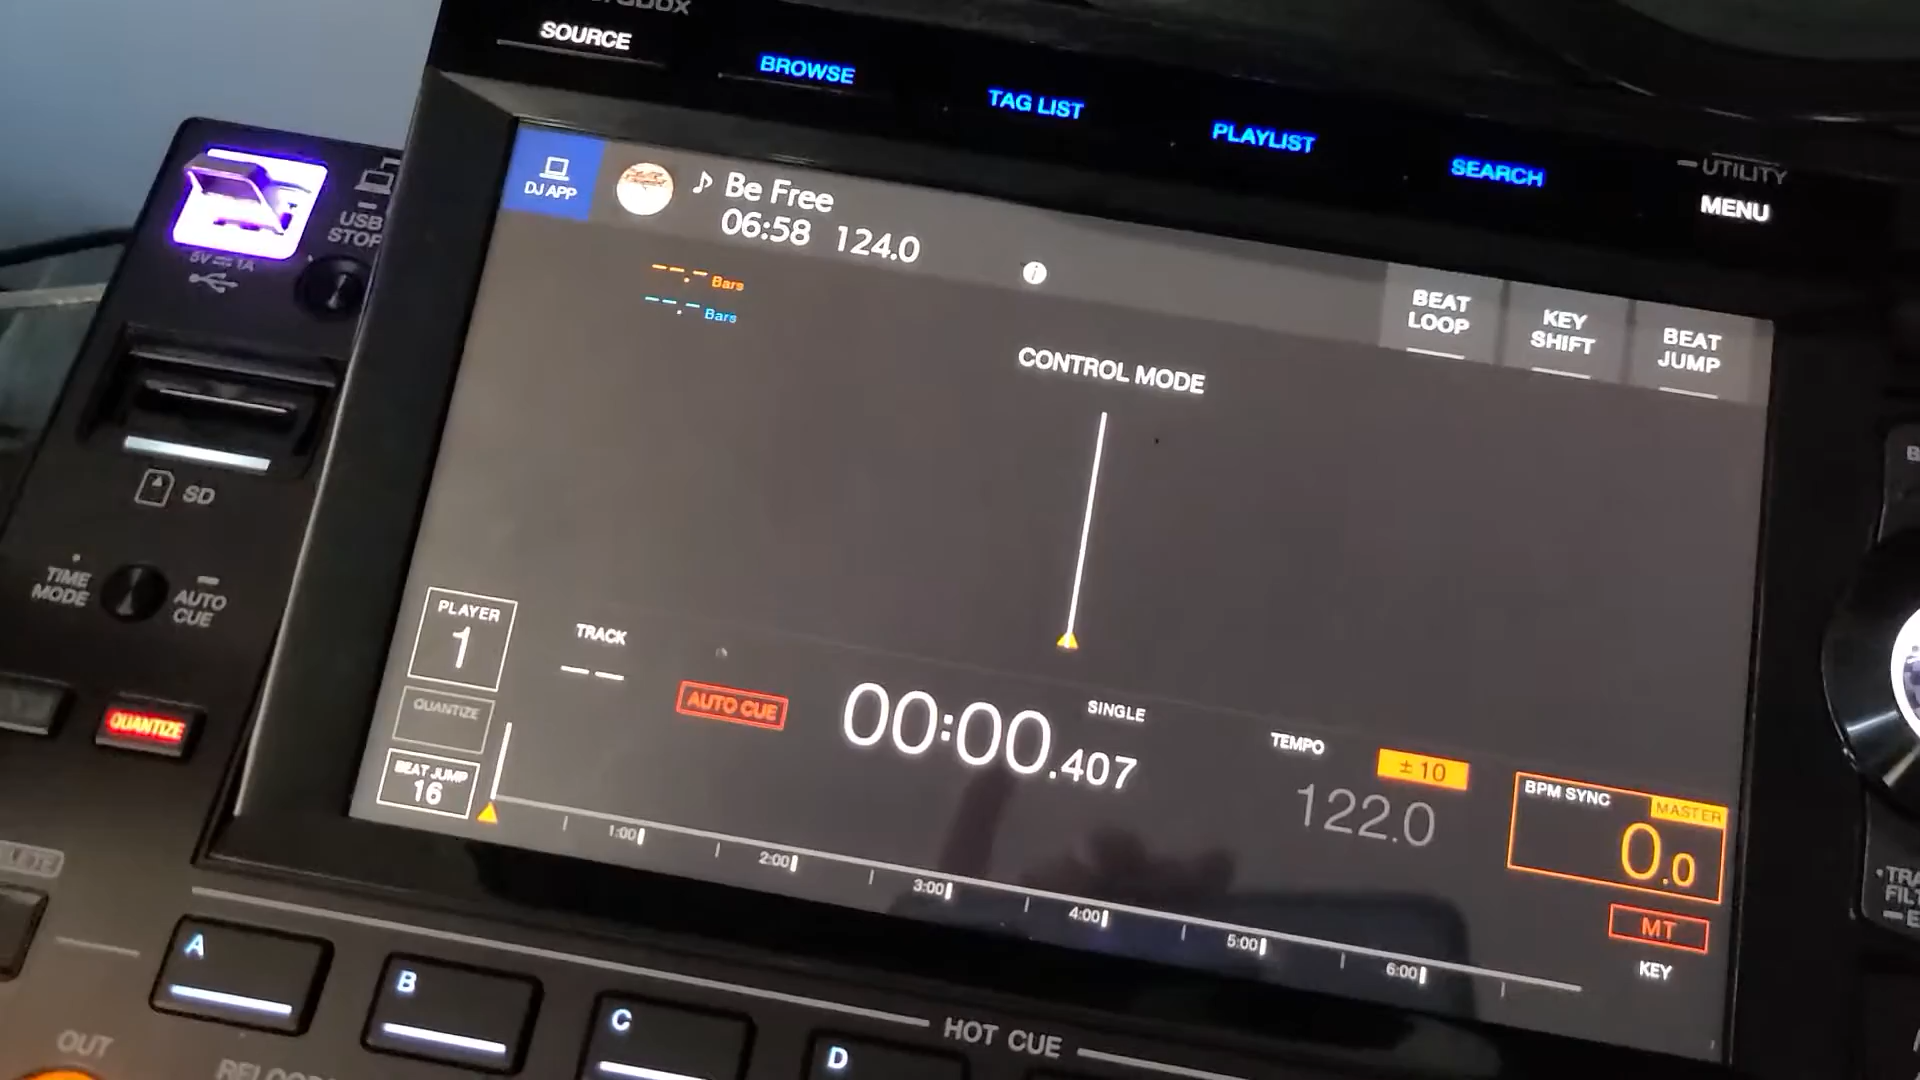 SOURCE
BROWSE
TAG LIST
PLAYLIST
SEARCH
UTILITY
MENU
DJ APP
Be Free
06:58 124.0
--.- Bars
--.- Bars
BEAT LOOP
KEY SHIFT
BEAT JUMP
CONTROL MODE
USB STOP
5V 1A
SD
TIME MODE
AUTO CUE
QUANTIZE
PLAYER
1
QUANTIZE
BEAT JUMP
16
TRACK
-- --
AUTO CUE
00:00.407
SINGLE
TEMPO
±10
122.0
BPM SYNC
MASTER
0.0
MT
KEY
1:00
2:00
3:00
4:00
5:00
6:00
A
B
C
D
HOT CUE
OUT